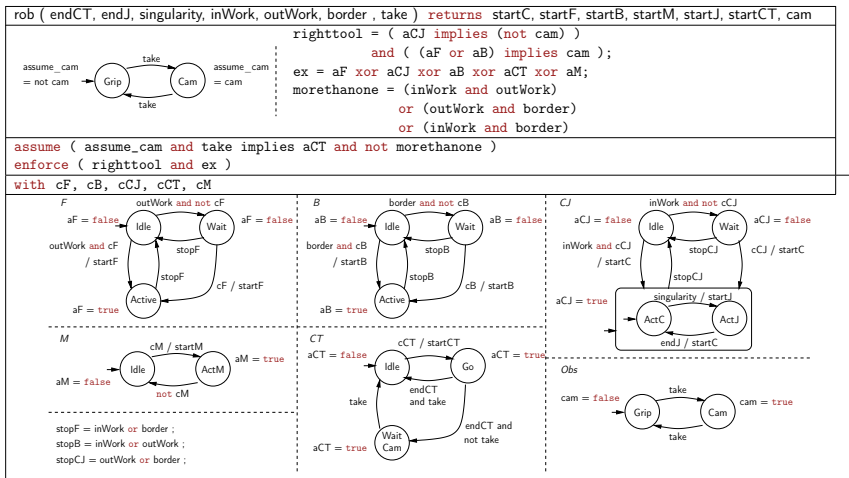 rob ( endCT, endJ, singularity, inWork, outWork, border , take ) returns startC, startF, startB, startM, startJ, startCT, cam
assume_cam
= not cam
Grip
take
Cam
take
assume_cam
= cam
righttool = ( aCJ implies (not cam) )
and ( (aF or aB) implies cam );
ex = aF xor aCJ xor aB xor aCT xor aM;
morethanone = (inWork and outWork)
or (outWork and border)
or (inWork and border)
assume ( assume_cam and take implies aCT and not morethanone )
enforce ( righttool and ex )
with cF, cB, cCJ, cCT, cM
F
outWork and not cF
aF = false
Idle
Wait
aF = false
stopF
outWork and cF
/ startF
stopF
cF / startF
Active
aF = true
B
border and not cB
aB = false
Idle
Wait
aB = false
stopB
border and cB
/ startB
stopB
cB / startB
Active
aB = true
CJ
inWork and not cCJ
aCJ = false
Idle
Wait
aCJ = false
stopCJ
inWork and cCJ
/ startC
cCJ / startC
stopCJ
aCJ = true
singularity / startJ
ActC
ActJ
endJ / startC
M
cM / startM
Idle
ActM
aM = true
aM = false
not cM
stopF = inWork or border ;
stopB = inWork or outWork ;
stopCJ = outWork or border ;
CT
cCT / startCT
aCT = false
aCT = true
Idle
Go
endCT
and take
take
endCT and
not take
Wait
Cam
aCT = true
Obs
take
cam = false
Grip
Cam
cam = true
take